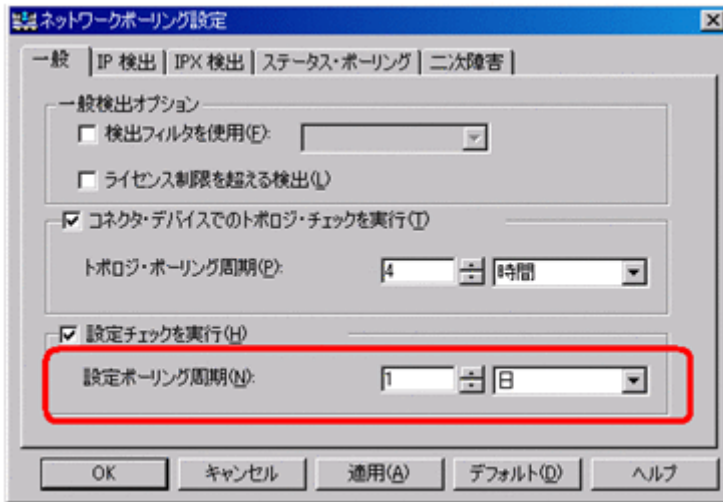 ネットワークポーリング設定
一般 IP 検出 IPX 検出 ステータス・ポーリング 二次障害
一般検出オプション
検出フィルタを使用(F):
ライセンス制限を超える検出(L)
コネクタ・デバイスでのトポロジ・チェックを実行(T)
トポロジ・ポーリング周期(P): 4 時間
設定チェックを実行(H)
設定ポーリング周期(N): 1 日
OK キャンセル 適用(A) デフォルト(D) ヘルプ